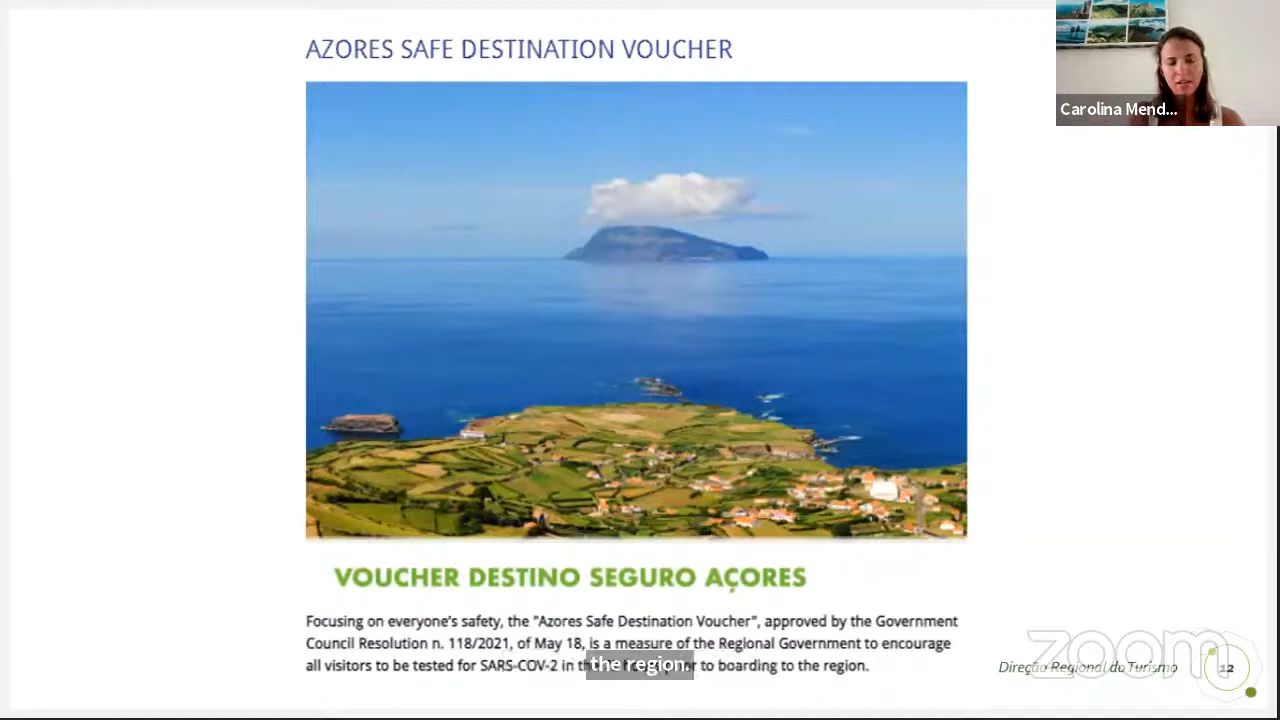 AZORES SAFE DESTINATION VOUCHER
Carolina Mend...
VOUCHER DESTINO SEGURO AÇORES
Focusing on everyone's safety, the "Azores Safe Destination Voucher", approved by the Government
Council Resolution n. 118/2021, of May 18, is a measure of the Regional Government to encourage
all visitors to be tested for SARS-COV-2 in to boarding to the region.
the region.
Direção Regional do Turismo
12
zoom